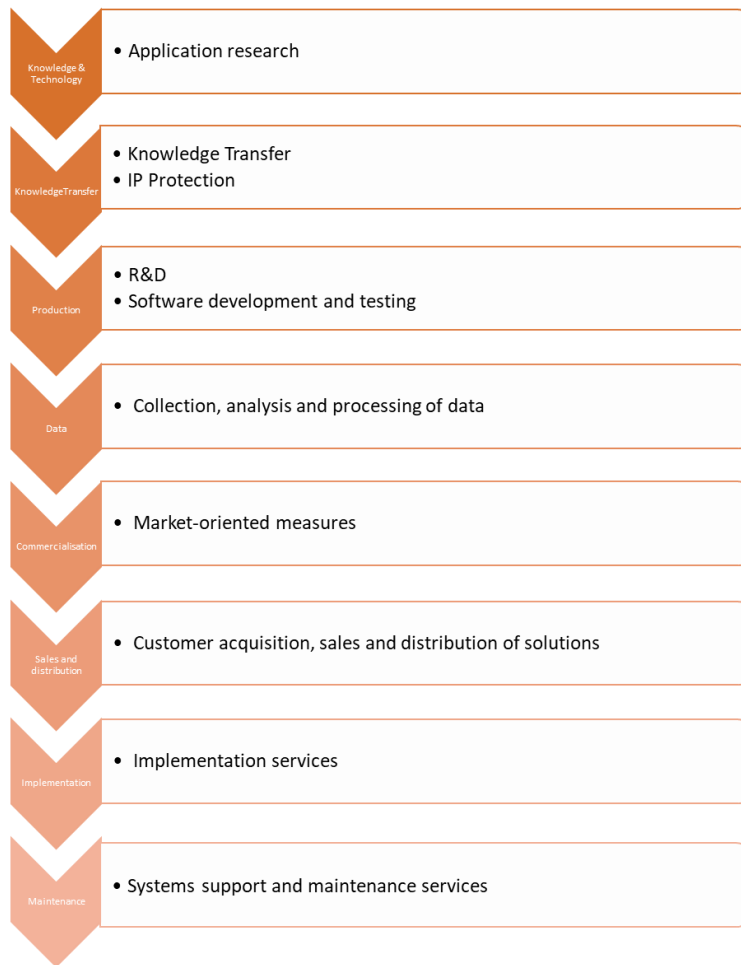 Knowledge &
Technology
• Application research
KnowledgeTransfer
• Knowledge Transfer
• IP Protection
Production
• R&D
• Software development and testing
Data
• Collection, analysis and processing of data
Commercialisation
• Market-oriented measures
Sales and
distribution
• Customer acquisition, sales and distribution of solutions
Implementation
• Implementation services
Maintenance
• Systems support and maintenance services